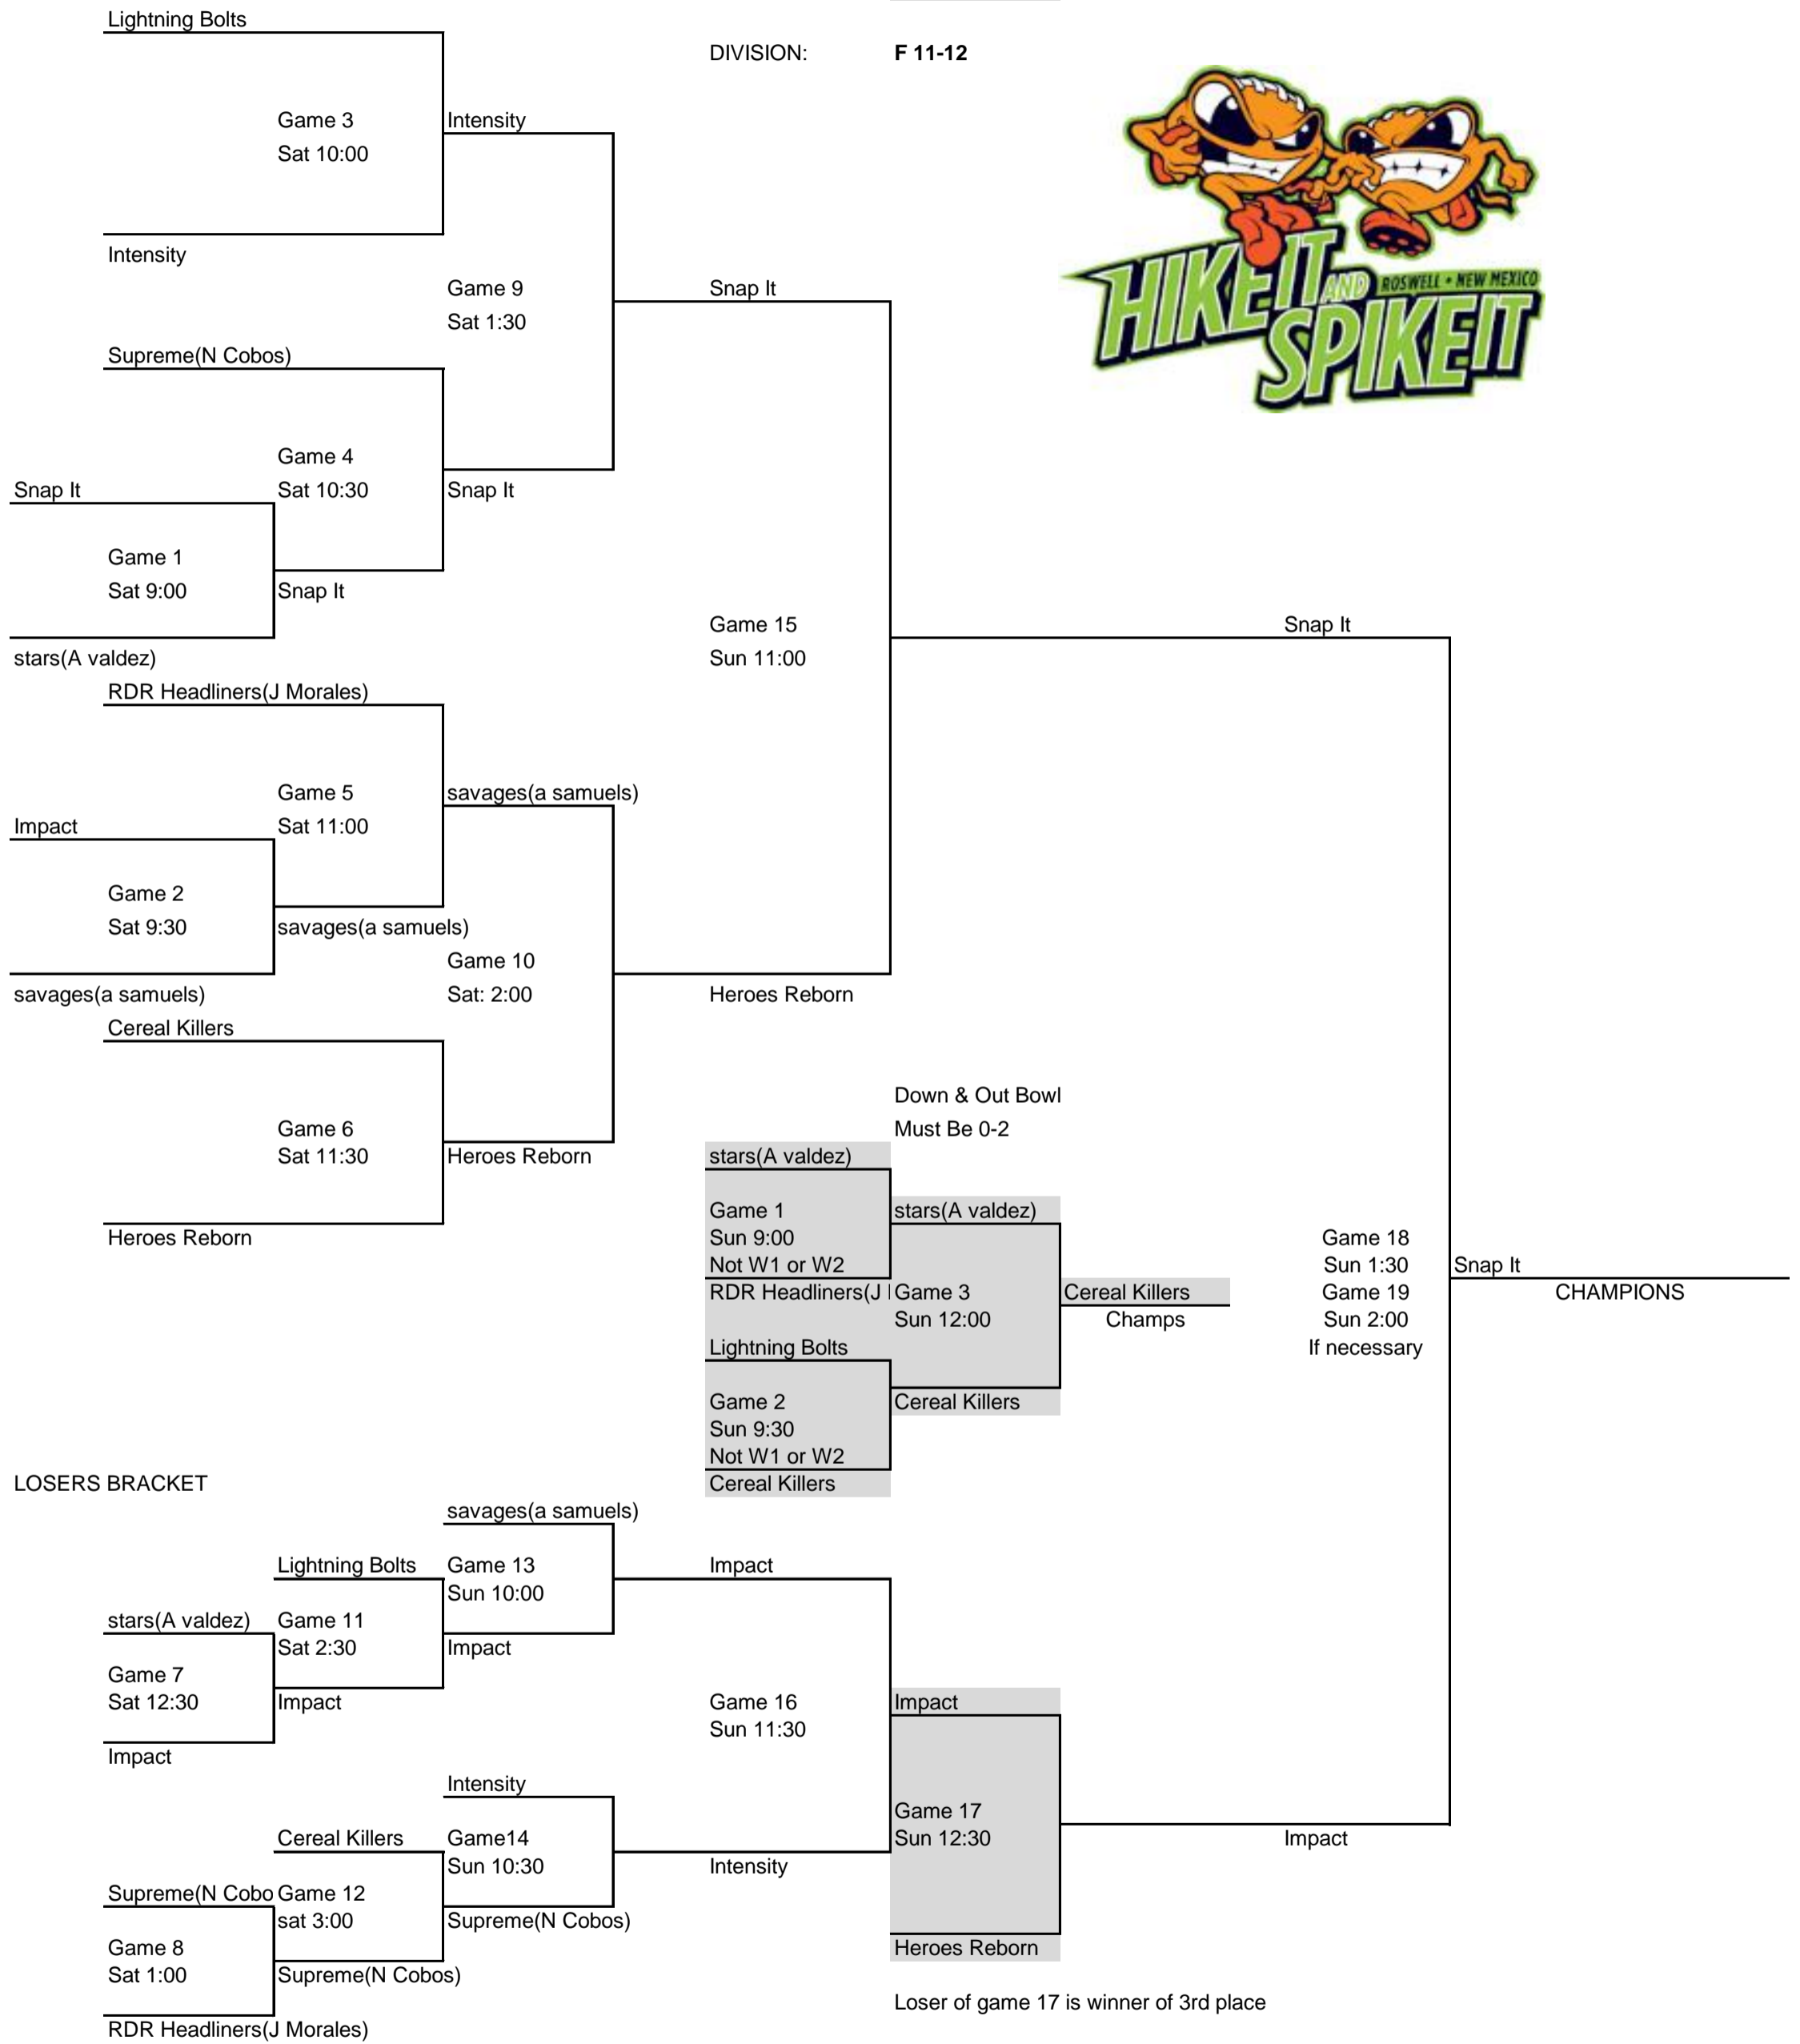 Lightning Bolts
DIVISION: F 11-12
Game 3 Intensity
Sat 10:00
HIKE IT AND SPIKE IT
ROSWELL • NEW MEXICO
Intensity
Game 9 Snap It
Sat 1:30
Supreme(N Cobos)
Game 4
Snap It Sat 10:30 Snap It
Game 1
Sat 9:00 Snap It
Game 15 Snap It
stars(A valdez) Sun 11:00
RDR Headliners(J Morales)
Game 5 savages(a samuels)
Impact Sat 11:00
Game 2
Sat 9:30 savages(a samuels)
Game 10
savages(a samuels) Sat: 2:00 Heroes Reborn
Cereal Killers
Down & Out Bowl
Game 6 Must Be 0-2
Sat 11:30 Heroes Reborn stars(A valdez)
Game 1 stars(A valdez)
Heroes Reborn Sun 9:00 Game 18
Not W1 or W2 Sun 1:30 Snap It
RDR Headliners(J Game 3 Cereal Killers Game 19 CHAMPIONS
Sun 12:00 Champs Sun 2:00
Lightning Bolts If necessary
Game 2 Cereal Killers
Sun 9:30
Not W1 or W2
LOSERS BRACKET Cereal Killers
savages(a samuels)
Lightning Bolts Game 13 Impact
Sun 10:00
stars(A valdez) Game 11
Sat 2:30 Impact
Game 7
Sat 12:30 Impact Game 16 Impact
Sun 11:30
Impact
Intensity
Game 17
Cereal Killers Game14 Sun 12:30 Impact
Sun 10:30 Intensity
Supreme(N Cobo Game 12
sat 3:00 Supreme(N Cobos)
Game 8 Heroes Reborn
Sat 1:00 Supreme(N Cobos)
Loser of game 17 is winner of 3rd place
RDR Headliners(J Morales)